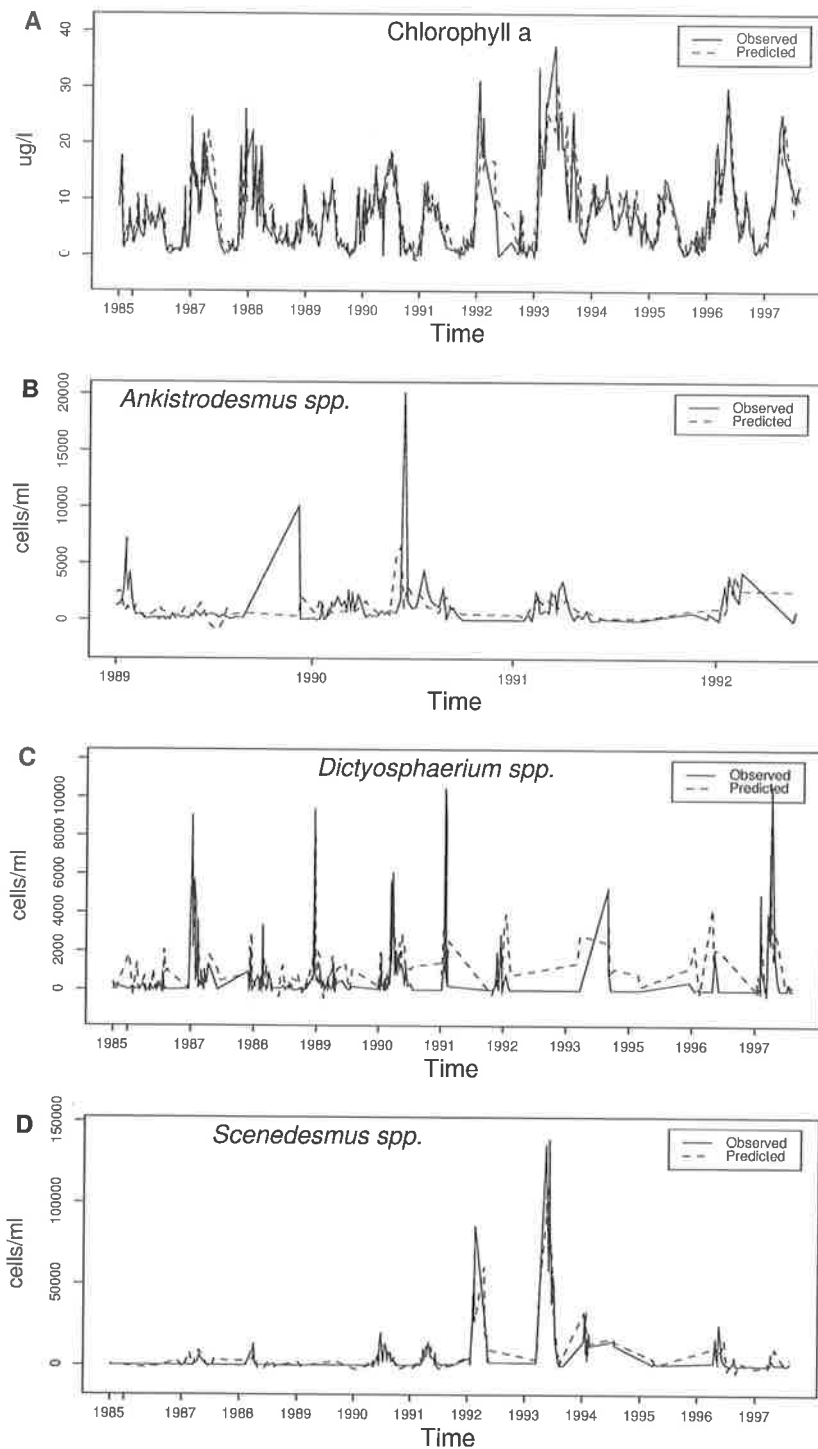 A
Chlorophyll a
Observed
Predicted
ug/l
40
30
20
10
0
1985 1987 1988 1989 1990 1991 1992 1993 1994 1995 1996 1997
Time
B
Ankistrodesmus spp.
Observed
Predicted
cells/ml
20000
15000
10000
5000
0
1989 1990 1991 1992
Time
C
Dictyosphaerium spp.
Observed
Predicted
cells/ml
10000
8000
6000
4000
2000
0
1985 1987 1988 1989 1990 1991 1992 1993 1995 1996 1997
Time
D
Scenedesmus spp.
Observed
Predicted
cells/ml
150000
100000
50000
0
1985 1987 1988 1989 1990 1991 1992 1993 1994 1995 1996 1997
Time